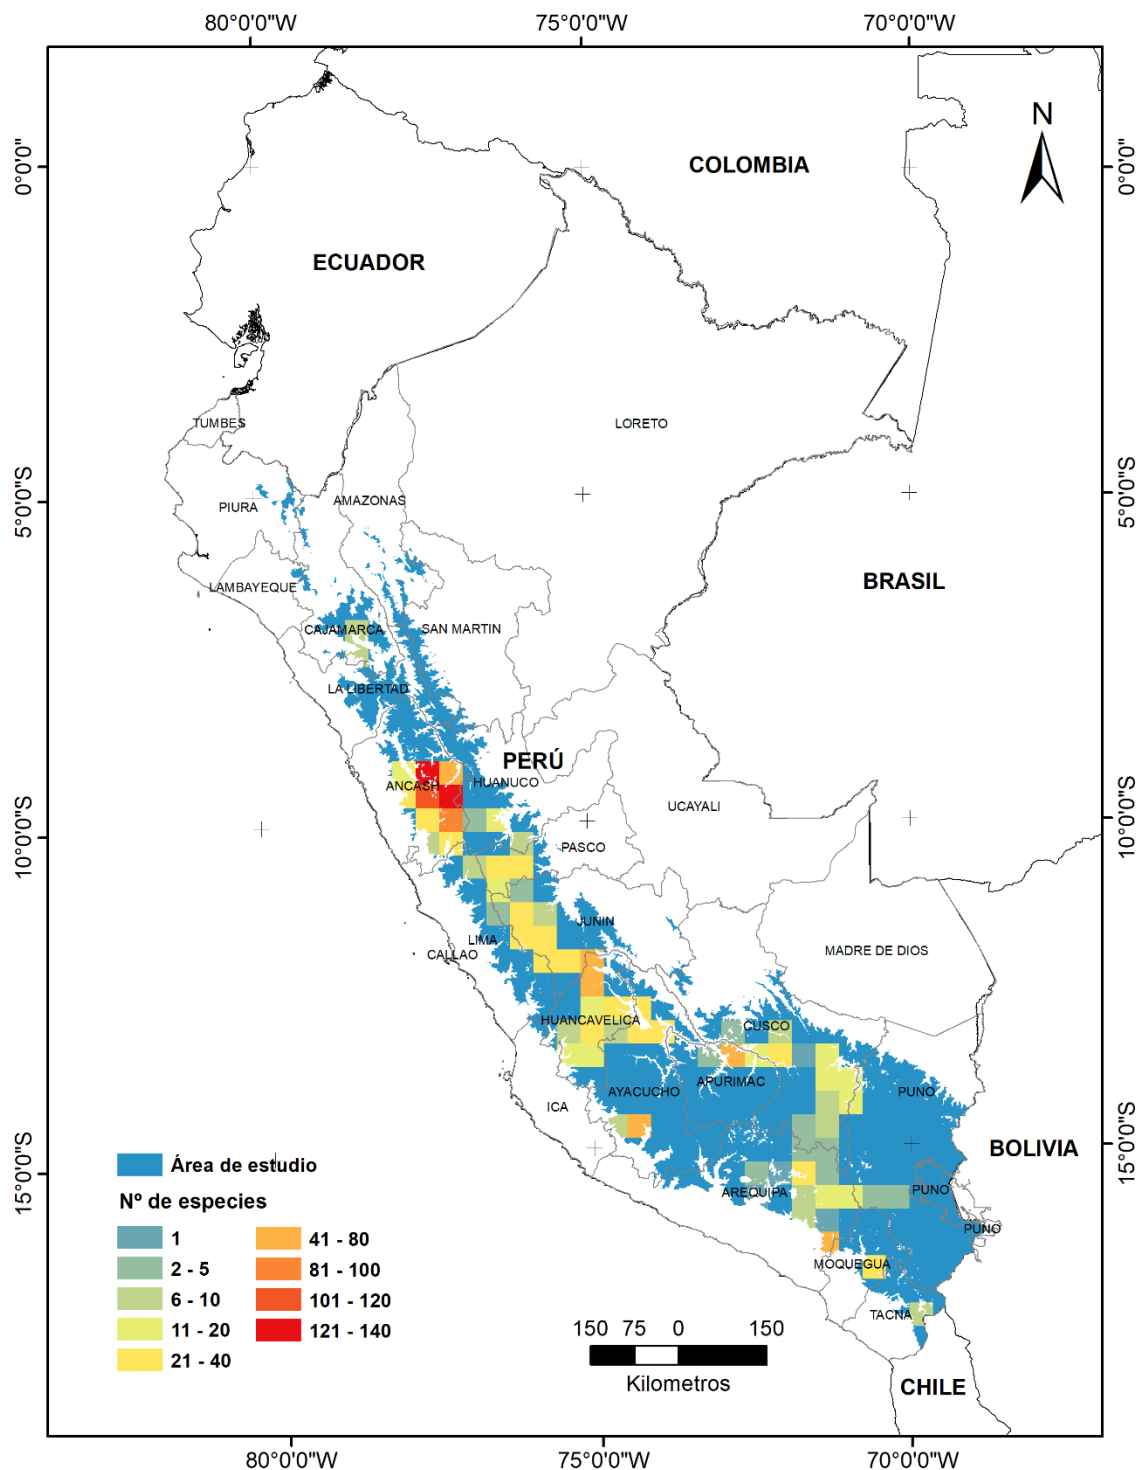 80°0'0"W 75°0'0"W 70°0'0"W
N
COLOMBIA
0°0'0" 0°0'0"
ECUADOR
TUMBES
LORETO
5°0'0"S 5°0'0"S
PIURA
AMAZONAS
LAMBAYEQUE
BRASIL
CAJAMARCA
SAN MARTIN
LA LIBERTAD
PERÚ
ANCASH
HUANUCO
UCAYALI
10°0'0"S 10°0'0"S
PASCO
JUNIN
LIMA
CALLAO
MADRE DE DIOS
HUANCAVELICA
CUSCO
AYACUCHO
APURIMAC
PUNO
ICA
15°0'0"S 15°0'0"S
BOLIVIA
AREQUIPA
PUNO
PUNO
MOQUEGUA
TACNA
CHILE
Área de estudio
Nº de especies
1
2 - 5
6 - 10
11 - 20
21 - 40
41 - 80
81 - 100
101 - 120
121 - 140
150 75 0 150
Kilometros
80°0'0"W 75°0'0"W 70°0'0"W